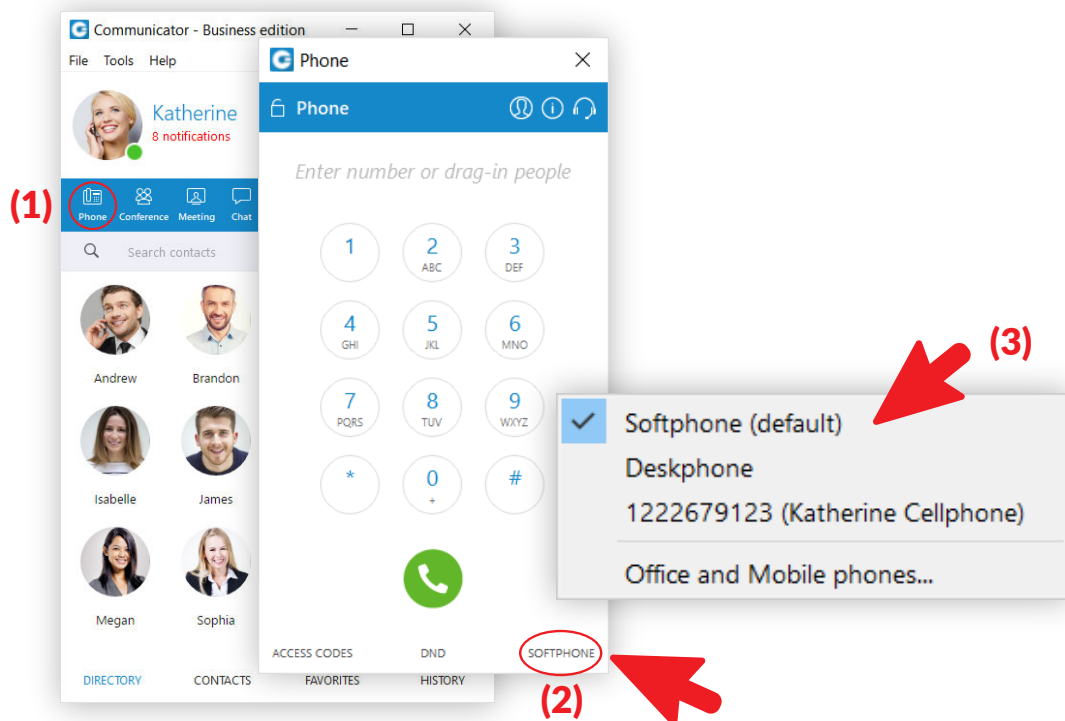 Communicator - Business edition
File Tools Help
Katherine
8 notifications
(1)
Phone Conference Meeting Chat
Search contacts
Andrew Brandon
Isabelle James
Megan Sophia
DIRECTORY CONTACTS FAVORITES HISTORY
Phone
Phone
Enter number or drag-in people
1 2 3
ABC DEF
4 5 6
GHI JKL MNO
7 8 9
PQRS TUV WXYZ
* 0 #
+
ACCESS CODES DND SOFTPHONE
(2)
(3)
Softphone (default)
Deskphone
1222679123 (Katherine Cellphone)
Office and Mobile phones...